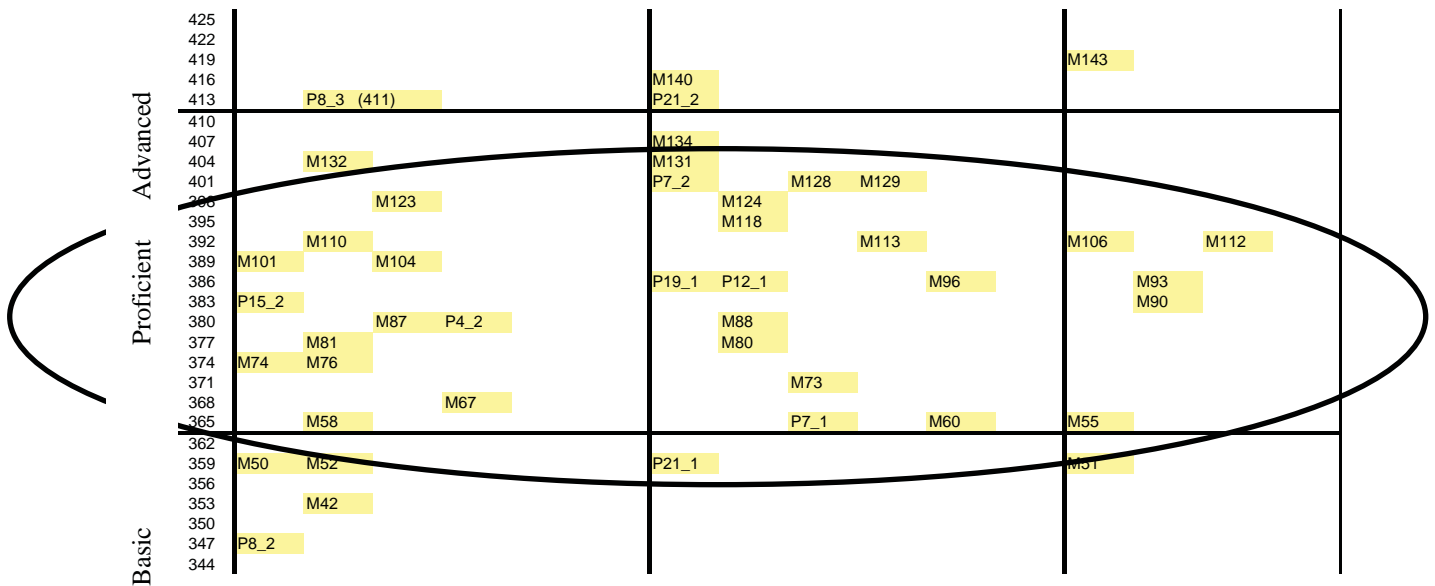 425
422
419 M143
416 M140
413 P8_3 (411) P21_2
410
407 M134
404 M132 M131
401 P7_2 M128 M129
398 M123 M124
395 M118
392 M110 M113 M106 M112
389 M101 M104
386 P19_1 P12_1 M96 M93
383 P15_2 M90
380 M87 P4_2 M88
377 M81 M80
374 M74 M76
371 M73
368 M67
365 M58 P7_1 M60 M55
362
359 M50 M52 P21_1 M51
356
353 M42
350
347 P8_2
344
Advanced
Proficient
Basic